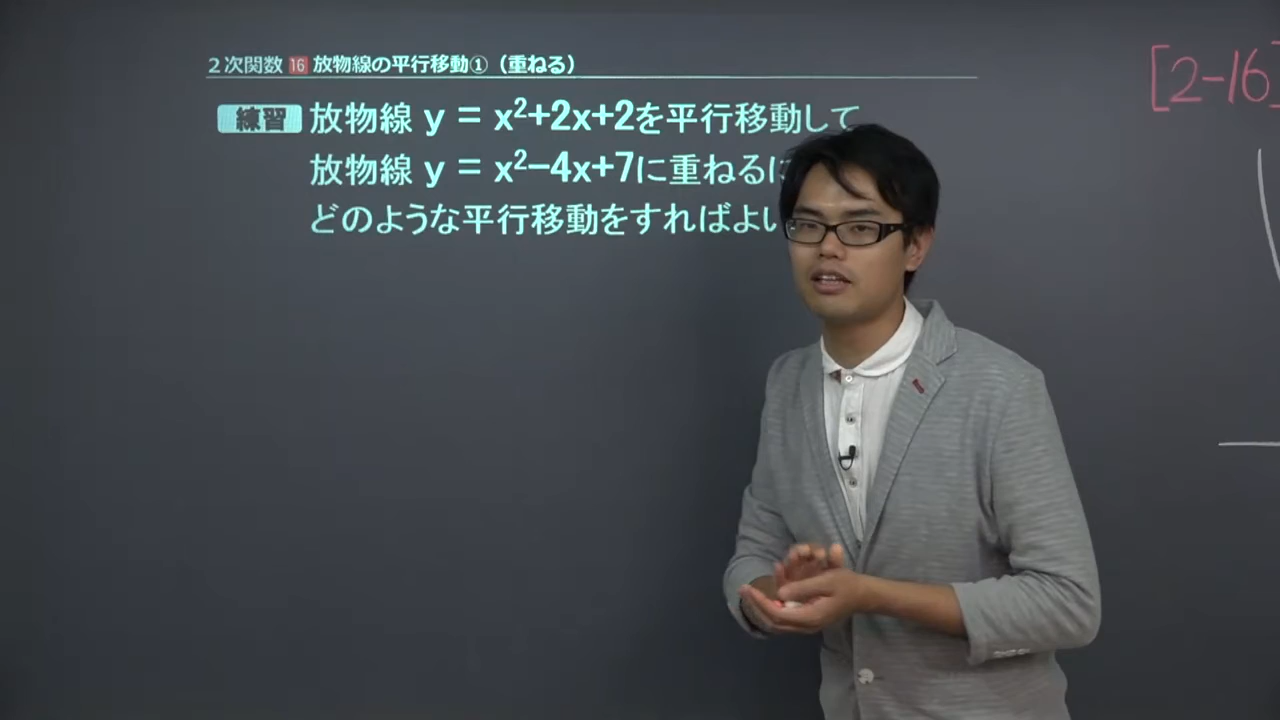 2次関数 16 放物線の平行移動①（重ねる）
[2-16]
練習 放物線 y = x²+2x+2を平行移動して
放物線 y = x²−4x+7に重ねるに
どのような平行移動をすればよい